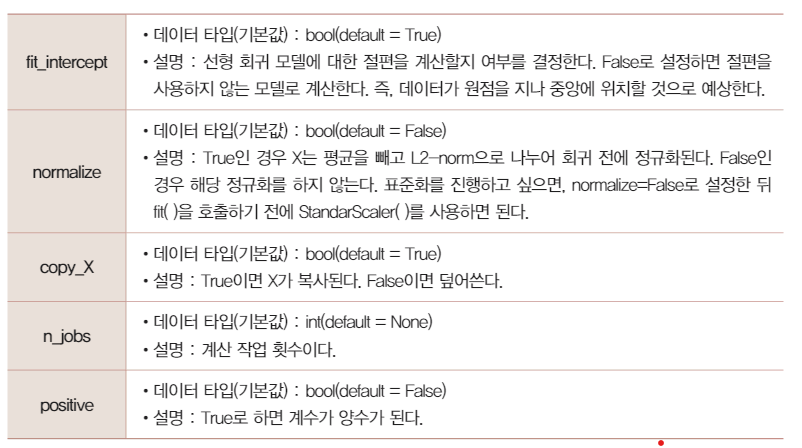 fit_intercept
• 데이터 타입(기본값) : bool(default = True)
• 설명 : 선형 회귀 모델에 대한 절편을 계산할지 여부를 결정한다. False로 설정하면 절편을
사용하지 않는 모델로 계산한다. 즉, 데이터가 원점을 지나 중앙에 위치할 것으로 예상한다.
normalize
• 데이터 타입(기본값) : bool(default = False)
• 설명 : True인 경우 X는 평균을 빼고 L2-norm으로 나누어 회귀 전에 정규화된다. False인
경우 해당 정규화를 하지 않는다. 표준화를 진행하고 싶으면, normalize=False로 설정한 뒤
fit( )을 호출하기 전에 StandarScaler( )를 사용하면 된다.
copy_X
• 데이터 타입(기본값) : bool(default = True)
• 설명 : True이면 X가 복사된다. False이면 덮어쓴다.
n_jobs
• 데이터 타입(기본값) : int(default = None)
• 설명 : 계산 작업 횟수이다.
positive
• 데이터 타입(기본값) : bool(default = False)
• 설명 : True로 하면 계수가 양수가 된다.